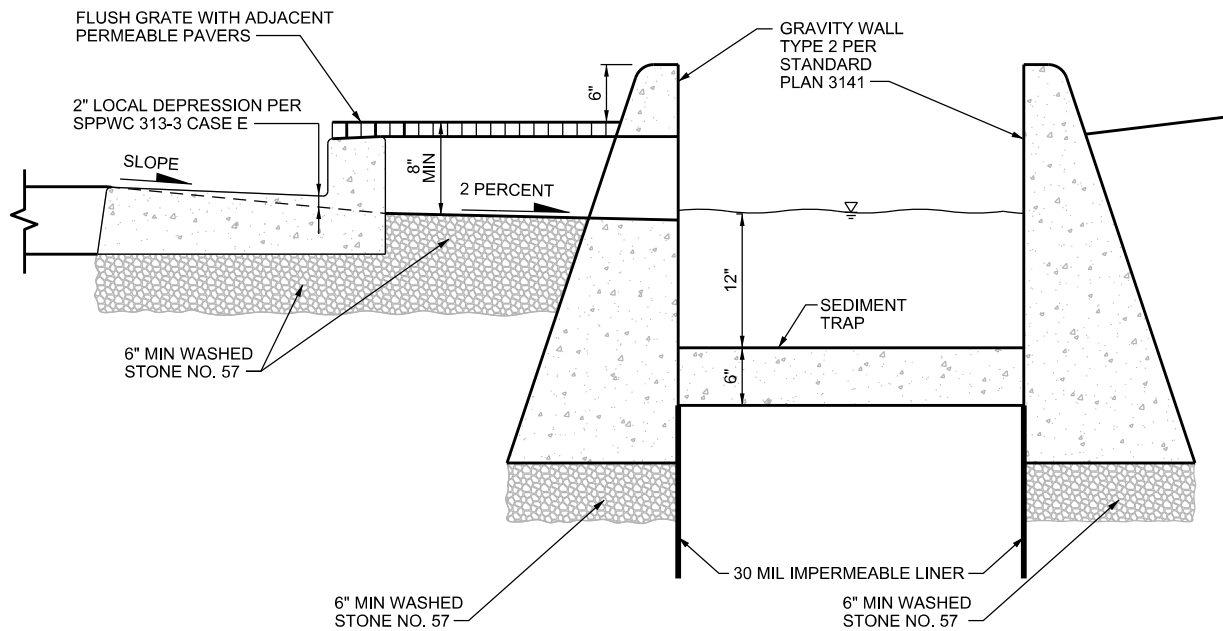 FLUSH GRATE WITH ADJACENT
PERMEABLE PAVERS
2" LOCAL DEPRESSION PER
SPPWC 313-3 CASE E
SLOPE
6"
8"
MIN
2 PERCENT
GRAVITY WALL
TYPE 2 PER
STANDARD
PLAN 3141
12"
SEDIMENT
TRAP
6"
6" MIN WASHED
STONE NO. 57
30 MIL IMPERMEABLE LINER
6" MIN WASHED
STONE NO. 57
6" MIN WASHED
STONE NO. 57